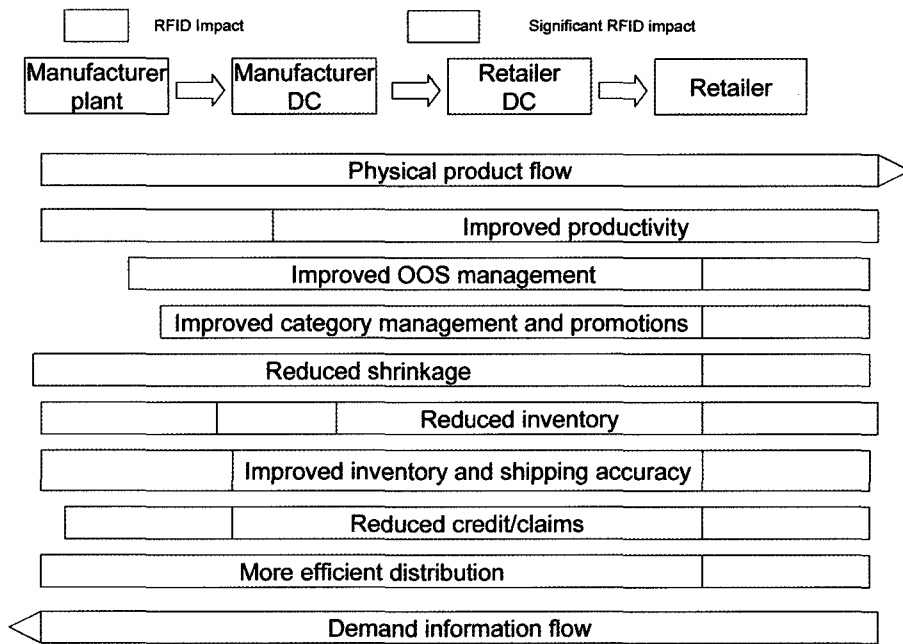 RFID Impact
Significant RFID impact
Manufacturer
plant
Manufacturer
DC
Retailer
DC
Retailer
Physical product flow
Improved productivity
Improved OOS management
Improved category management and promotions
Reduced shrinkage
Reduced inventory
Improved inventory and shipping accuracy
Reduced credit/claims
More efficient distribution
Demand information flow